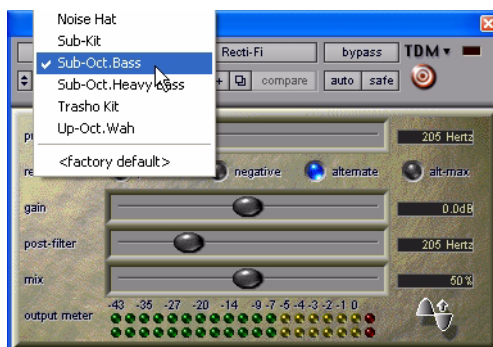 Noise Hat
Sub-Kit
Sub-Oct.Bass
Sub-Oct.Heavy Bass
Trasho Kit
Up-Oct.Wah
<factory default>
Recti-Fi bypass TDM
+ compare auto safe
205 Hertz
negative alternate alt-max
gain 0.0dB
post-filter 205 Hertz
mix 50 %
-43 -35 -27 -20 -14 -9 -7 -5 -4 -3 -2 -1 0
output meter